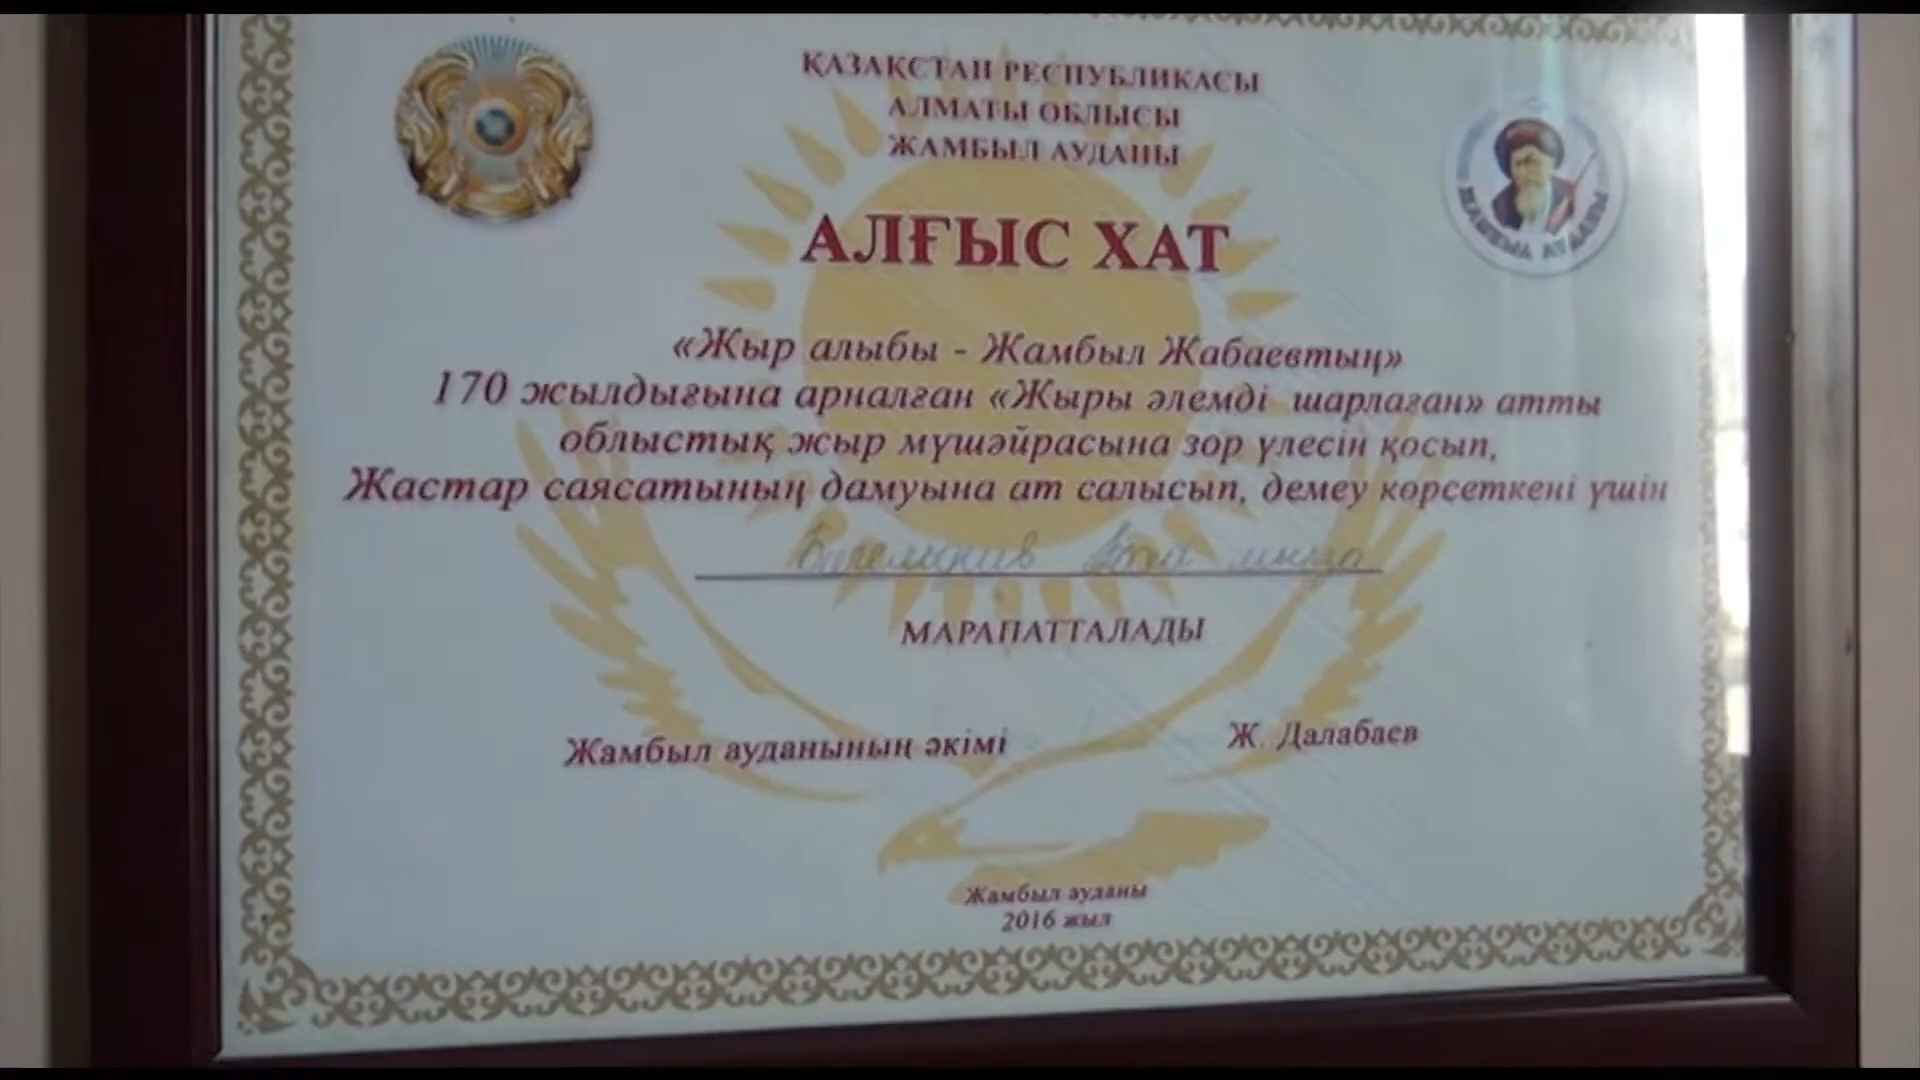 ҚАЗАҚСТАН РЕСПУБЛИКАСЫ
АЛМАТЫ ОБЛЫСЫ
ЖАМБЫЛ АУДАНЫ
АЛҒЫС ХАТ
«Жыр алыбы - Жамбыл Жабаевтың»
170 жылдығына арналған «Жыры әлемді шарлаған» атты
облыстық жыр мүшәйрасына зор үлесін қосып,
Жастар саясатының дамуына ат салысып, демеу көрсеткені үшін
мырза
МАРАПАТТАЛАДЫ
Жамбыл ауданының әкімі Ж. Далабаев
Жамбыл ауданы
2016 жыл